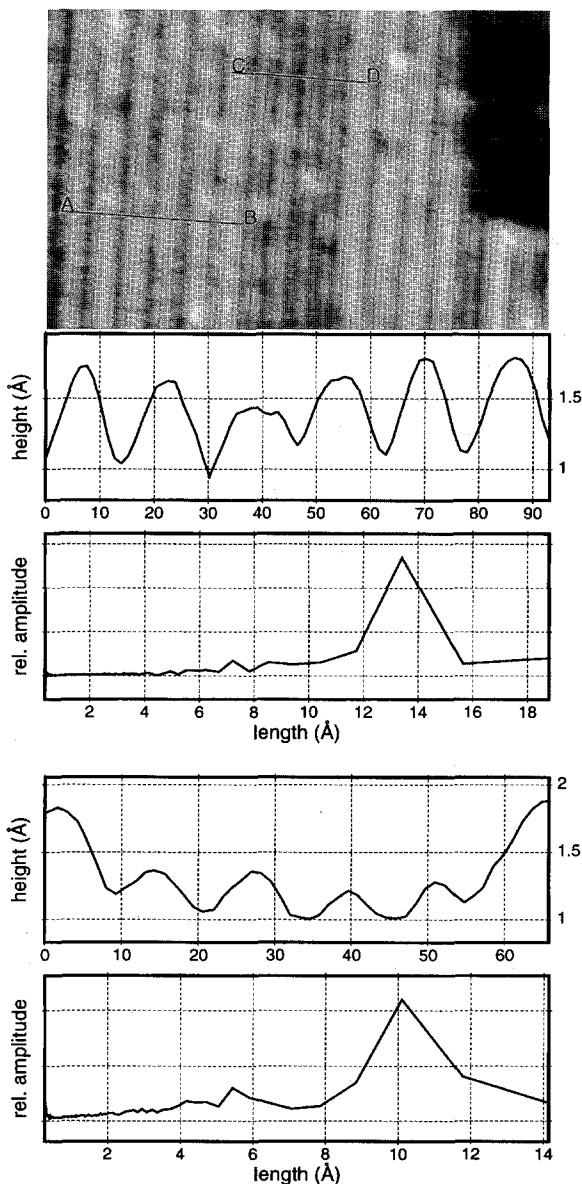 C D
A B
height (Å)
1.5
1
0 10 20 30 40 50 60 70 80 90
rel. amplitude
2 4 6 8 10 12 14 16 18
length (Å)
height (Å)
2
1.5
1
0 10 20 30 40 50 60
rel. amplitude
2 4 6 8 10 12 14
length (Å)